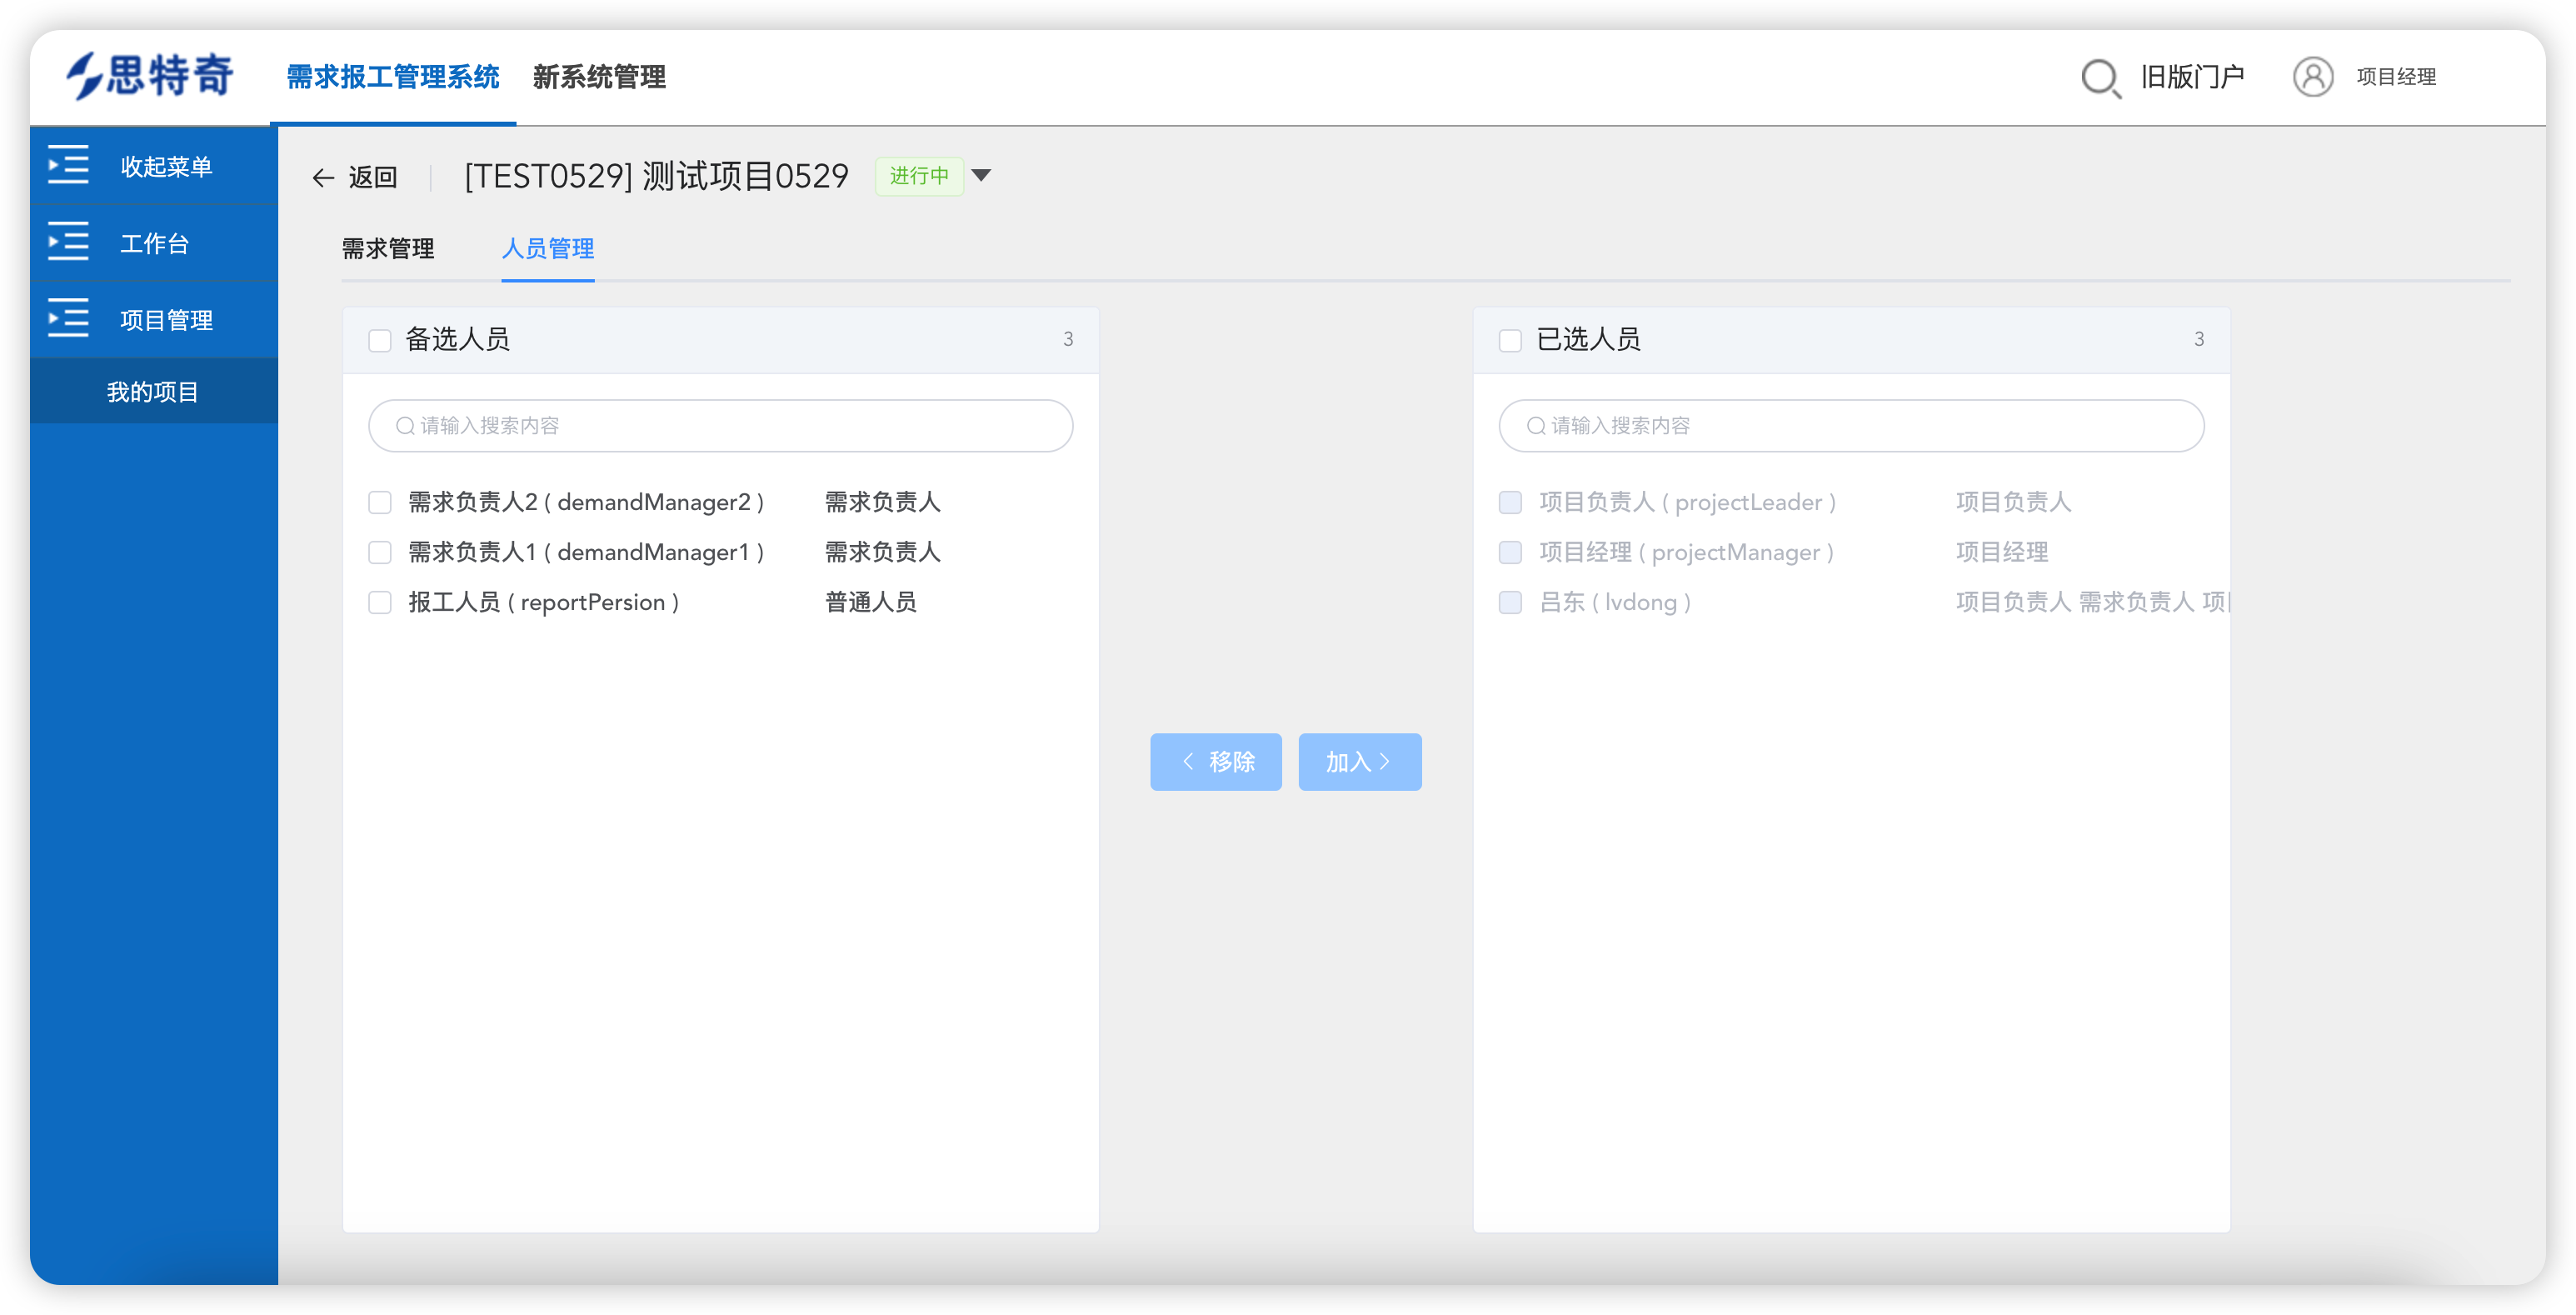 思特奇 需求报工管理系统 新系统管理 旧版门户 项目经理
收起菜单
工作台
项目管理
我的项目
返回 [TEST0529] 测试项目0529 进行中
需求管理 人员管理
备选人员 3
请输入搜索内容
需求负责人2 ( demandManager2 ) 需求负责人
需求负责人1 ( demandManager1 ) 需求负责人
报工人员 ( reportPersion ) 普通人员
移除 加入
已选人员 3
请输入搜索内容
项目负责人 ( projectLeader ) 项目负责人
项目经理 ( projectManager ) 项目经理
吕东 ( lvdong ) 项目负责人 需求负责人 项